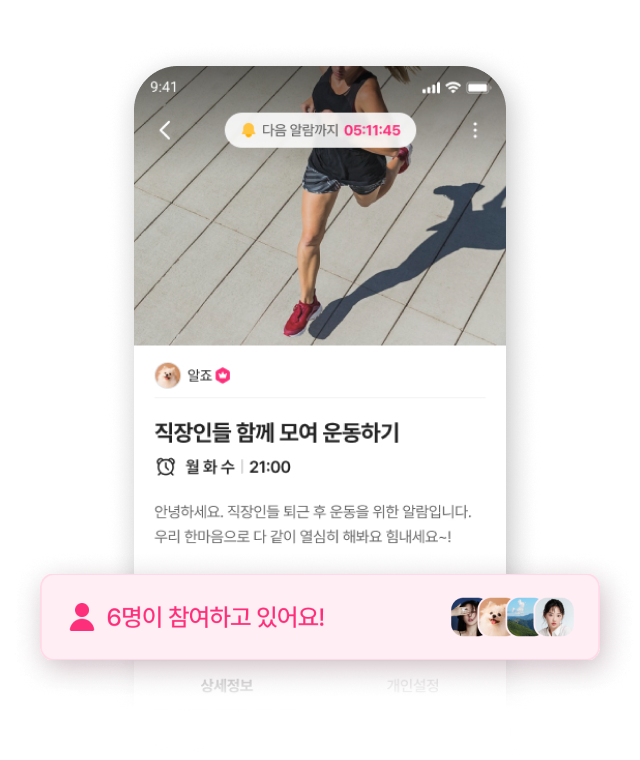 9:41
다음 알람까지 05:11:45
알죠
직장인들 함께 모여 운동하기
월 화 수 | 21:00
안녕하세요. 직장인들 퇴근 후 운동을 위한 알람입니다.
우리 한마음으로 다 같이 열심히 해봐요 힘내세요~!
6명이 참여하고 있어요!
상세정보 개인설정